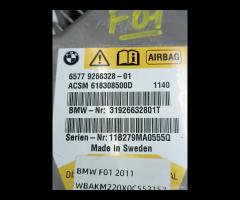 F01
AIRBAG
6577 9266328-01
ACSM 618308500D 1140
BMW-Nr: 31926632801T
Serien-Nr: 11B279MA0555Q
Made in Sweden
BMW F01 2011